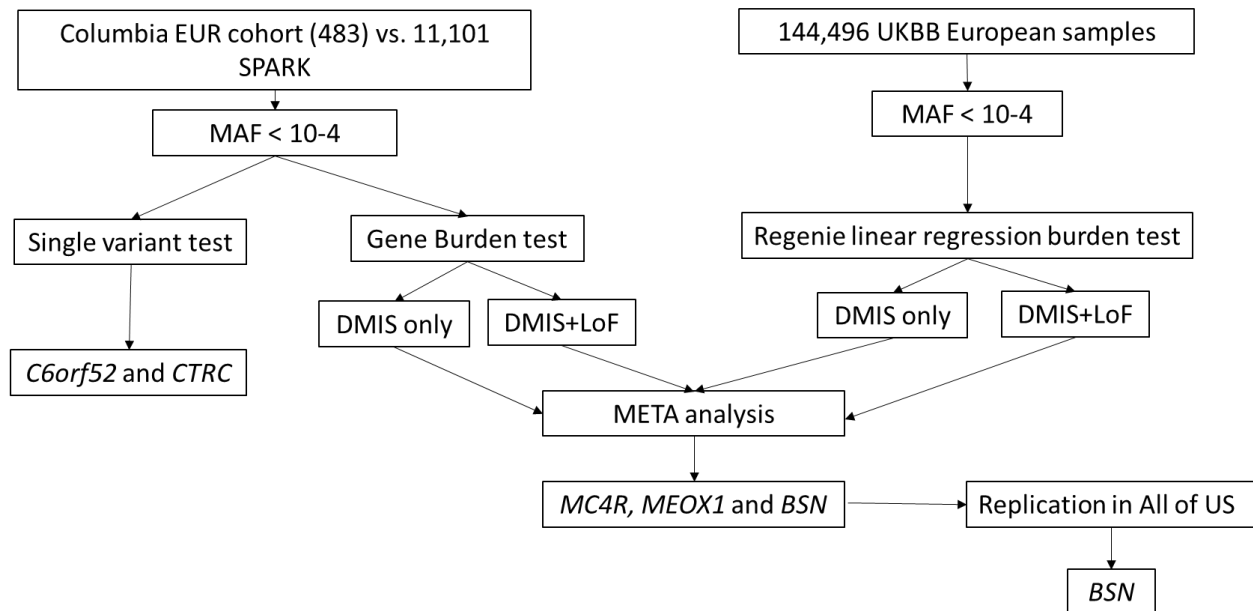 Columbia EUR cohort (483) vs. 11,101
SPARK
144,496 UKBB European samples
MAF < 10-4
MAF < 10-4
Single variant test
Gene Burden test
Regenie linear regression burden test
DMIS only
DMIS+LoF
DMIS only
DMIS+LoF
C6orf52 and CTRC
META analysis
MC4R, MEOX1 and BSN
Replication in All of US
BSN